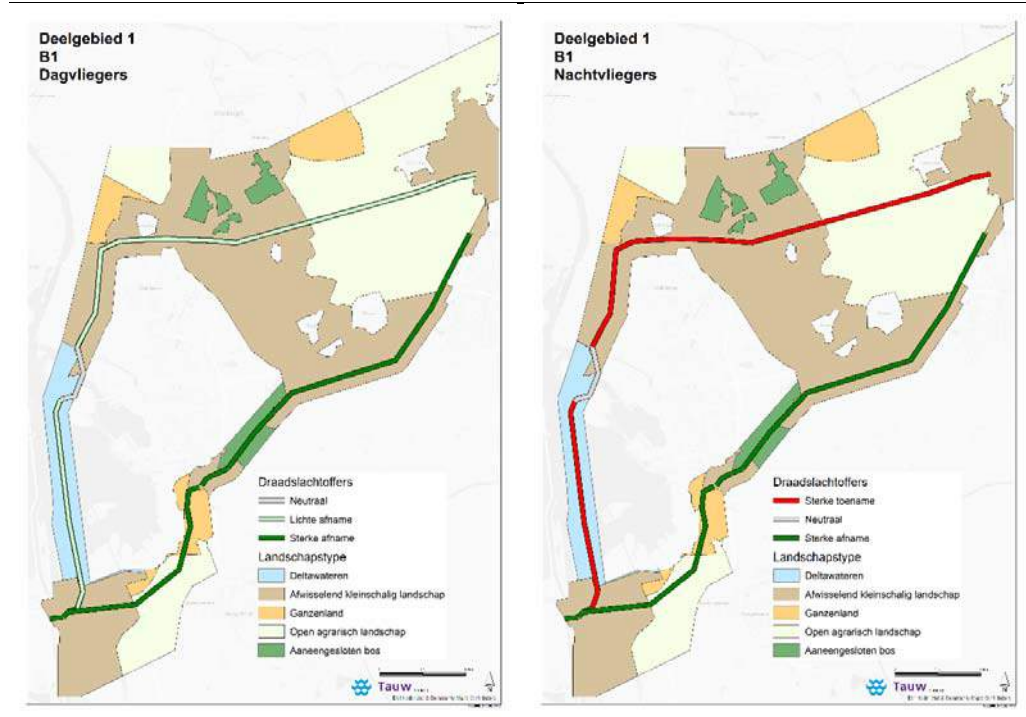 Deelgebied 1
B1
Dagvliegers
Draadslachtoffers
Neutraal
Lichte afname
Sterke afname
Landschapstype
Deltawateren
Afwisselend kleinschalig landschap
Ganzenland
Open agrarisch landschap
Aaneengesloten bos
Tauw
Deelgebied 1
B1
Nachtvliegers
Draadslachtoffers
Sterke toename
Neutraal
Sterke afname
Landschapstype
Deltawateren
Afwisselend kleinschalig landschap
Ganzenland
Open agrarisch landschap
Aaneengesloten bos
Tauw